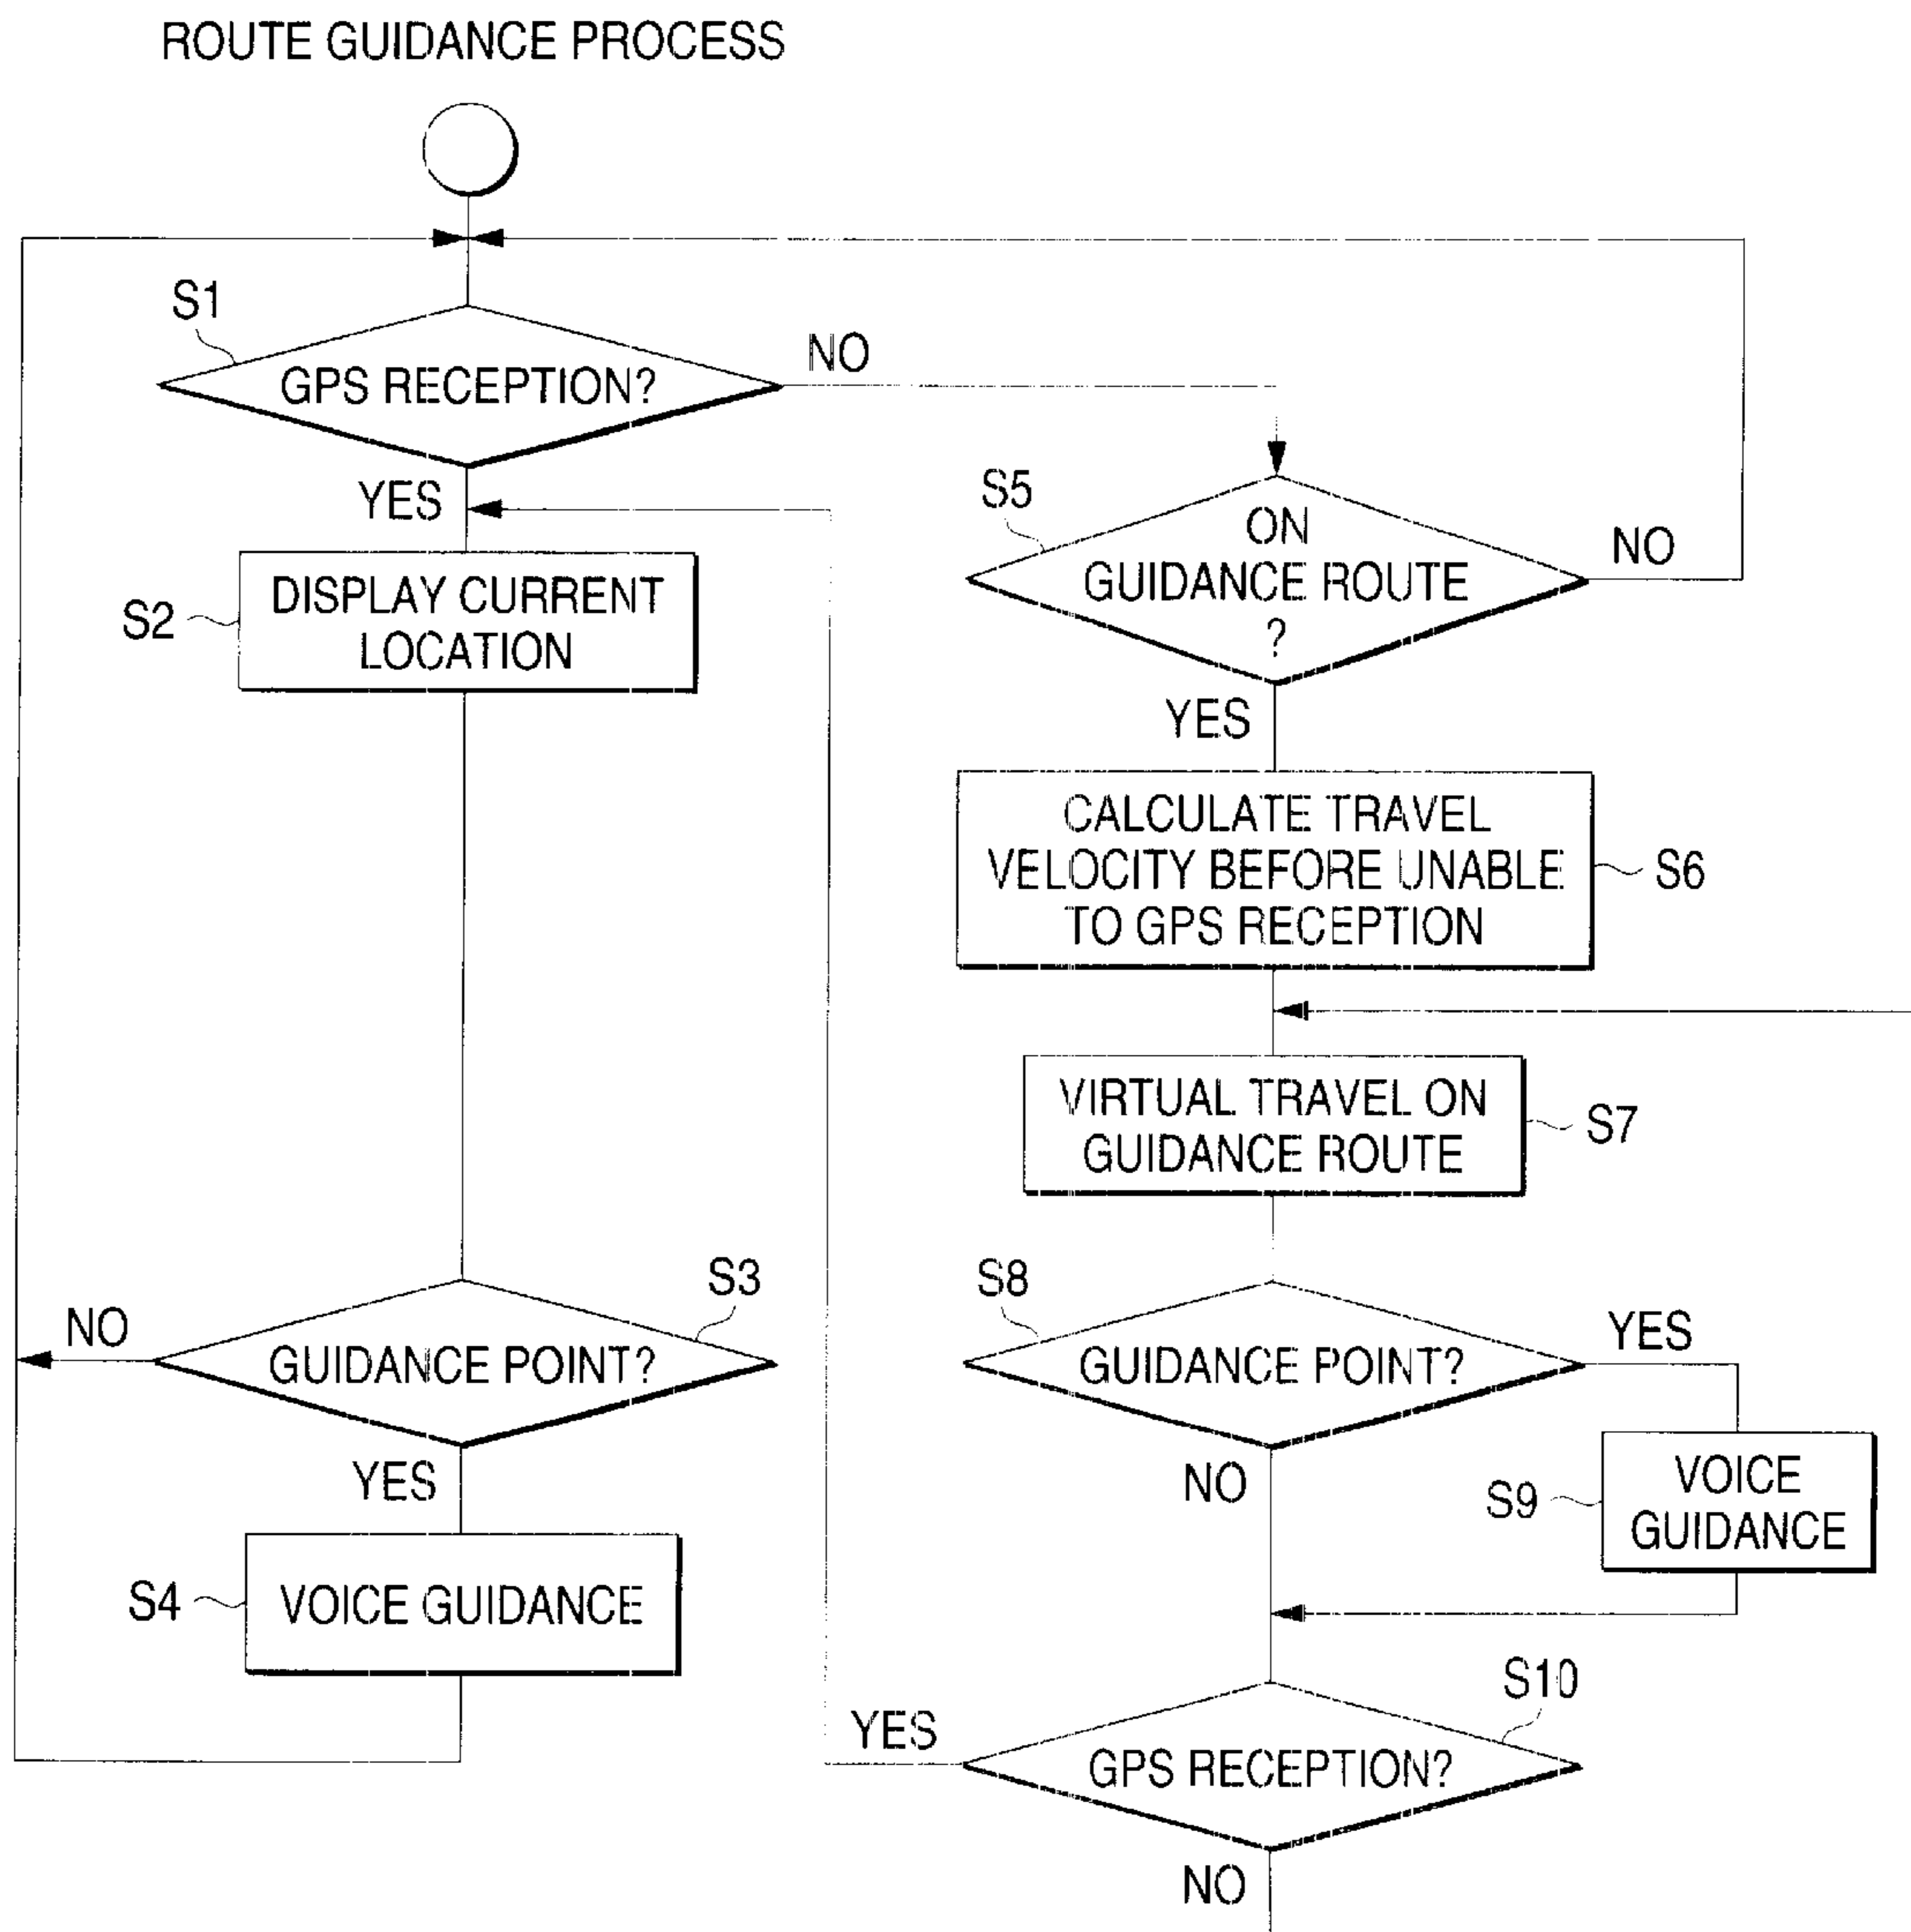 ROUTE GUIDANCE PROCESS
S1
GPS RECEPTION?
NO
YES
S2
DISPLAY CURRENT
LOCATION
S3
GUIDANCE POINT?
NO
YES
S4
VOICE GUIDANCE
S5
ON
GUIDANCE ROUTE
?
NO
YES
CALCULATE TRAVEL
VELOCITY BEFORE UNABLE
TO GPS RECEPTION
S6
VIRTUAL TRAVEL ON
GUIDANCE ROUTE
S7
S8
GUIDANCE POINT?
YES
NO
S9
VOICE
GUIDANCE
S10
GPS RECEPTION?
YES
NO